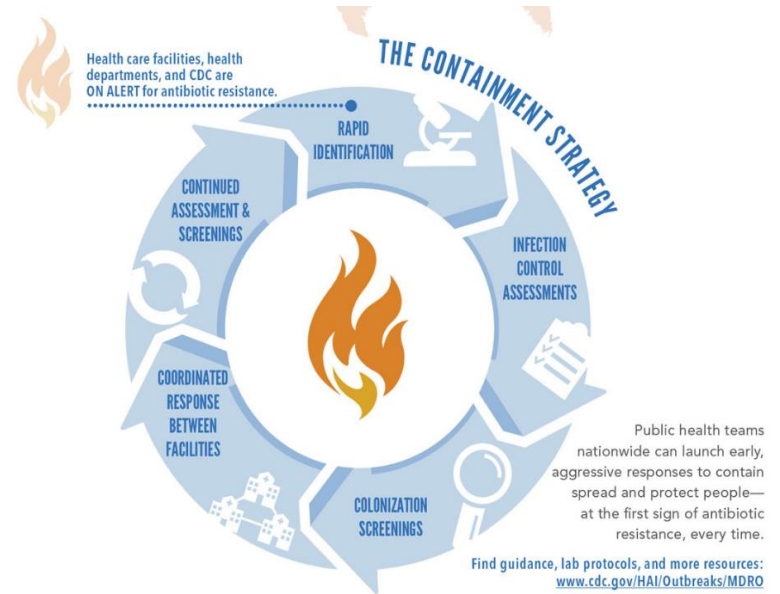 Health care facilities, health
departments, and CDC are
ON ALERT for antibiotic resistance.
THE CONTAINMENT STRATEGY
RAPID
IDENTIFICATION
INFECTION
CONTROL
ASSESSMENTS
COLONIZATION
SCREENINGS
COORDINATED
RESPONSE
BETWEEN
FACILITIES
CONTINUED
ASSESSMENT &
SCREENINGS
Public health teams
nationwide can launch early,
aggressive responses to contain
spread and protect people—
at the first sign of antibiotic
resistance, every time.
Find guidance, lab protocols, and more resources:
www.cdc.gov/HAI/Outbreaks/MDRO